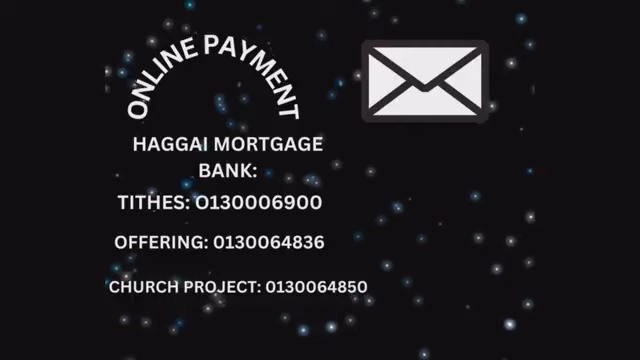 ONLINE PAYMENT
HAGGAI MORTGAGE
BANK:
TITHES: 0130006900
OFFERING: 0130064836
CHURCH PROJECT: 0130064850